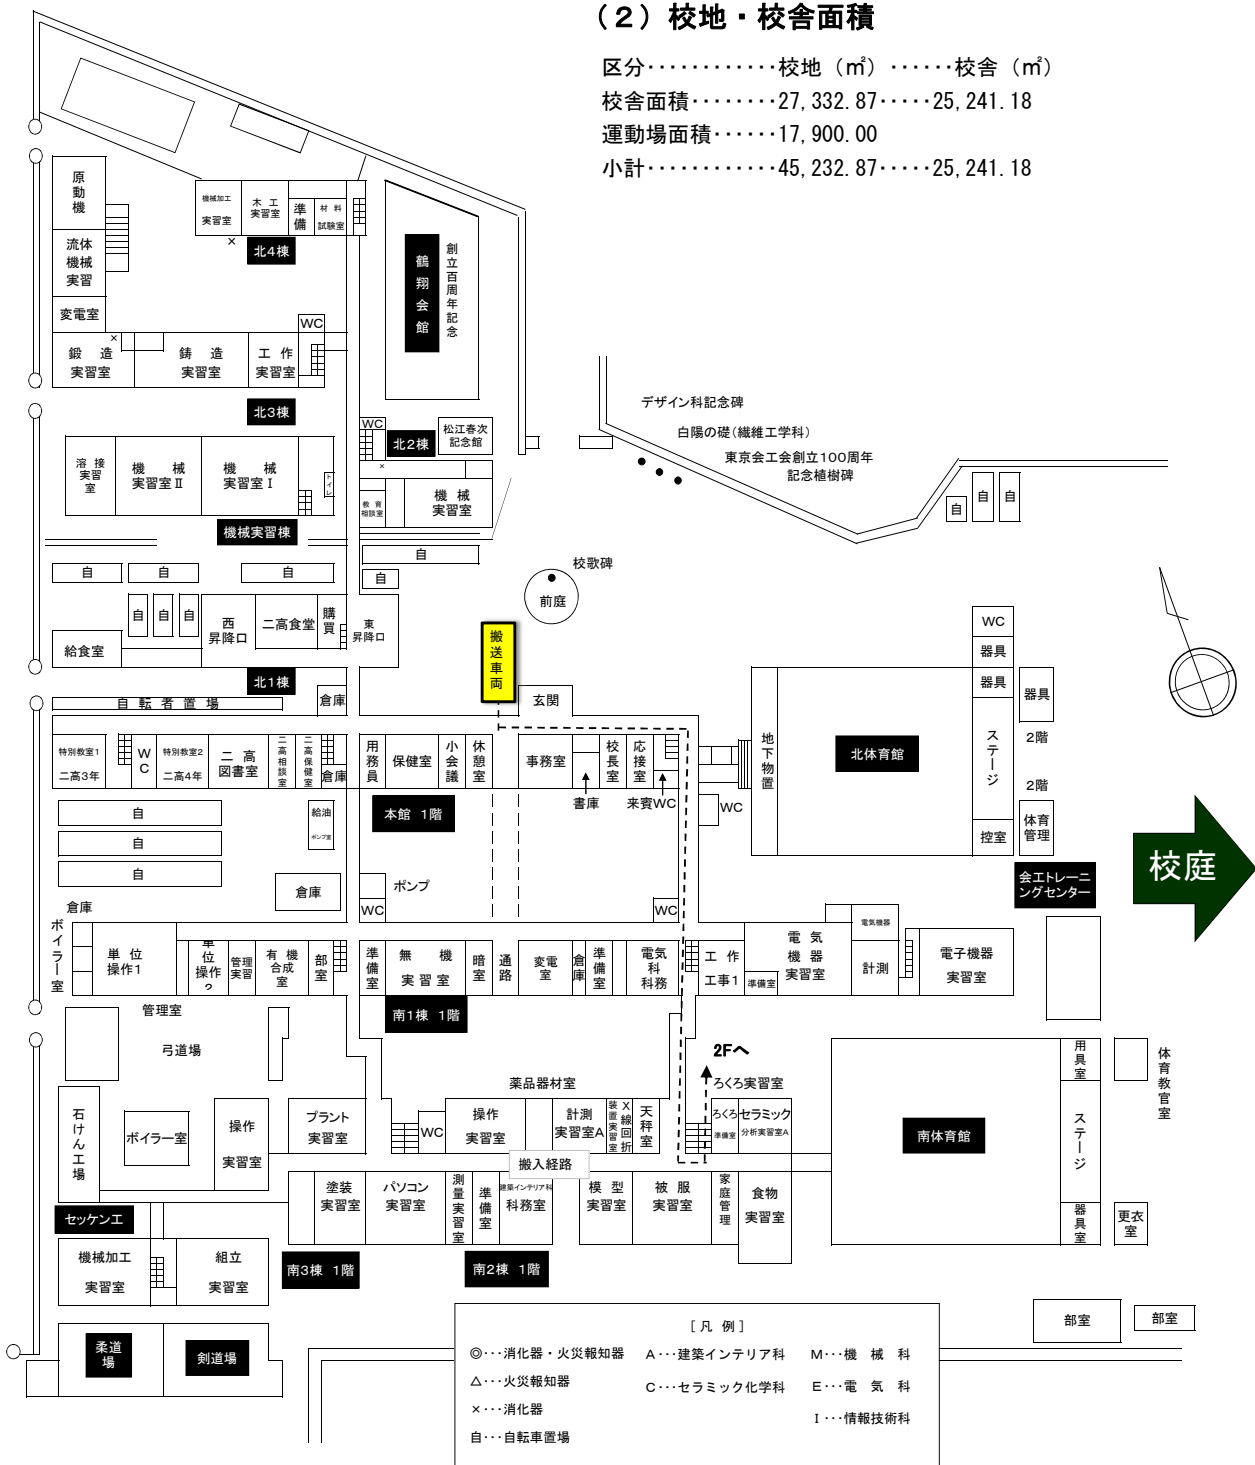 (２) 校地・校舎面積
区分・・・・・・・・・・・・校地（㎡）・・・・・・校舎（㎡）
校舎面積・・・・・・・・27,332.87・・・・・25,241.18
運動場面積・・・・・・17,900.00
小計・・・・・・・・・・・・45,232.87・・・・・25,241.18
原動機
流体
機械
実習
変電室
機械加工
実習室
木工
実習室
準備
材料
試験室
×
北４棟
鶴翔会館
創立百周年記念
WC
×
鍛造
実習室
鋳造
実習室
工作
実習室
北３棟
WC
北２棟
松江春次
記念館
×
デザイン科記念碑
白陽の礎(繊維工学科)
東京会工会創立100周年
記念植樹碑
溶接
実習
室
機械
実習室Ⅱ
機械
実習室Ⅰ
トイレ
教育
相談室
機械
実習室
機械実習棟
自
自
自
自
自
自
自
自
校歌碑
前庭
自
自
自
給食室
西
昇降口
二高食堂
購買
東
昇降口
搬送車両
北１棟
自転者置場
倉庫
玄関
WC
器具
器具
器具
2階
特別教室1
二高3年
WC
特別教室2
二高4年
二高
図書室
二高相談室
二高保健室
倉庫
用務員
保健室
小会議
休憩室
事務室
校長室
応接室
書庫
来賓WC
WC
地下物置
北体育館
ステージ
2階
控室
体育
管理
自
自
自
給油
ポンプ室
本館 1階
校庭
会工トレーニ
ングセンター
倉庫
倉庫
ポンプ
WC
WC
ボイラー室
単位
操作1
単位操作2
管理
実習
有機
合成
室
部室
準備室
無機
実習室
暗室
通路
変電室
倉庫
準備室
電気科
科務
工作
工事1
準備室
電気
機器
実習室
電気機器
計測
電子機器
実習室
管理室
南1棟 1階
弓道場
2Fへ
薬品器材室
ろくろ実習室
用具室
体育教官室
石けん工場
ボイラー室
操作
実習室
プラント
実習室
WC
操作
実習室
計測
実習室A
装置実習室
X線回折
天秤室
ろくろ
準備室
セラミック
分析実習室A
南体育館
ステージ
搬入経路
塗装
実習室
パソコン
実習室
測量実習室
準備室
建築インテリア科
科務室
模型
実習室
被服
実習室
家庭管理
食物
実習室
器具室
更衣
室
セッケン工
機械加工
実習室
組立
実習室
南3棟 1階
南2棟 1階
部室
部室
柔道
場
剣道場
［凡例］
◎・・・消化器・火災報知器
A・・・建築インテリア科
M・・・機械科
△・・・火災報知器
C・・・セラミック化学科
E・・・電気科
×・・・消化器
I・・・情報技術科
自・・・自転車置場